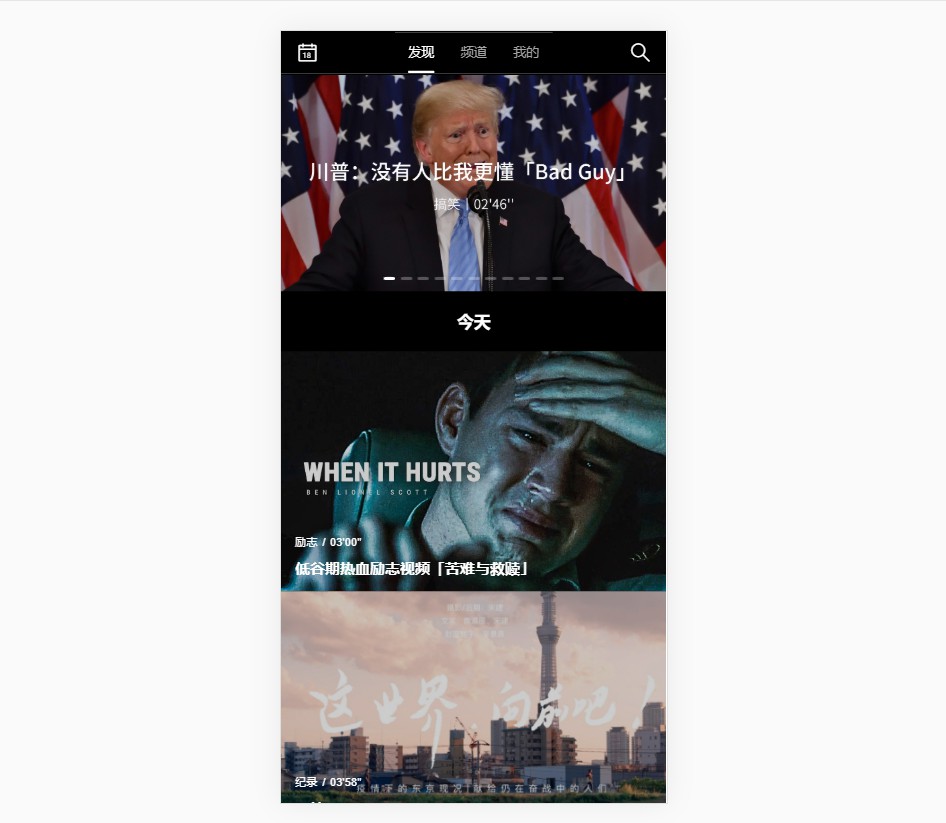 18
发现 频道 我的
川普：没有人比我更懂「Bad Guy」
搞笑 | 02'46''
今天
WHEN IT HURTS
BEN LIONEL SCOTT
励志 / 03'00"
低谷期热血励志视频「苦难与救赎」
这世界,向前吧!
纪录 / 03'58"
疫情下的东京现况|献给仍在奋战中的人们